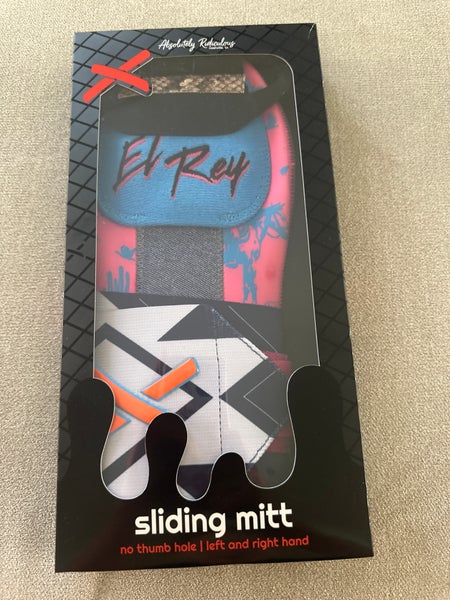 Absolutely Ridiculous
El Rey
sliding mitt
no thumb hole | left and right hand